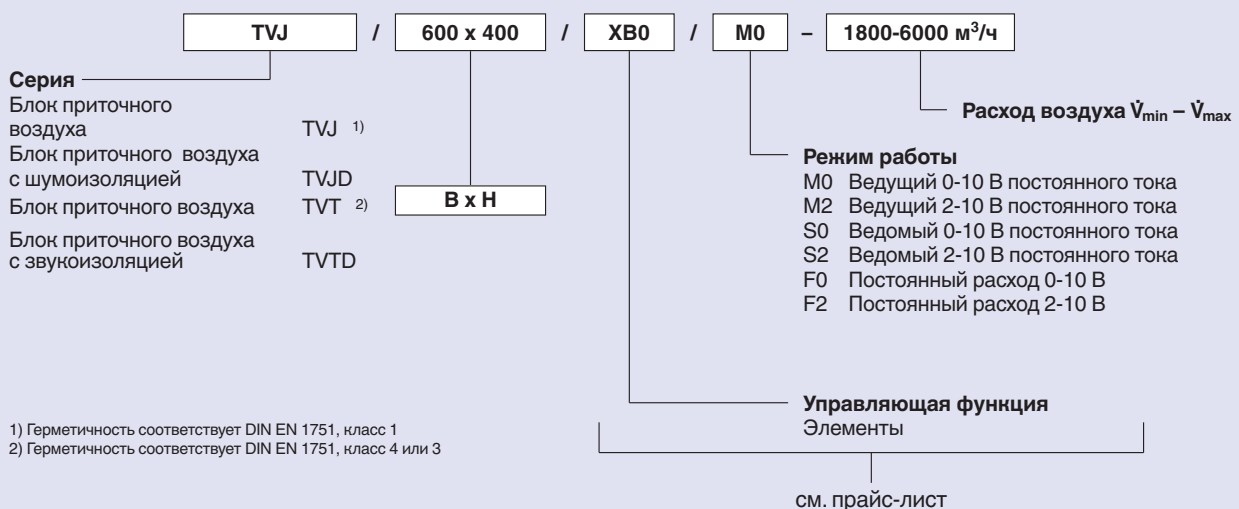 TVJ / 600 x 400 / XB0 / M0 – 1800-6000 м³/ч
Серия
Блок приточного
воздуха TVJ 1)
Блок приточного воздуха
с шумоизоляцией TVJD
Блок приточного воздуха TVT 2)
Блок приточного воздуха
с звукоизоляцией TVTD
B x H
Расход воздуха V̇min – V̇max
Режим работы
M0 Ведущий 0-10 В постоянного тока
M2 Ведущий 2-10 В постоянного тока
S0 Ведомый 0-10 В постоянного тока
S2 Ведомый 2-10 В постоянного тока
F0 Постоянный расход 0-10 В
F2 Постоянный расход 2-10 В
Управляющая функция
Элементы
1) Герметичность соответствует DIN EN 1751, класс 1
2) Герметичность соответствует DIN EN 1751, класс 4 или 3
см. прайс-лист